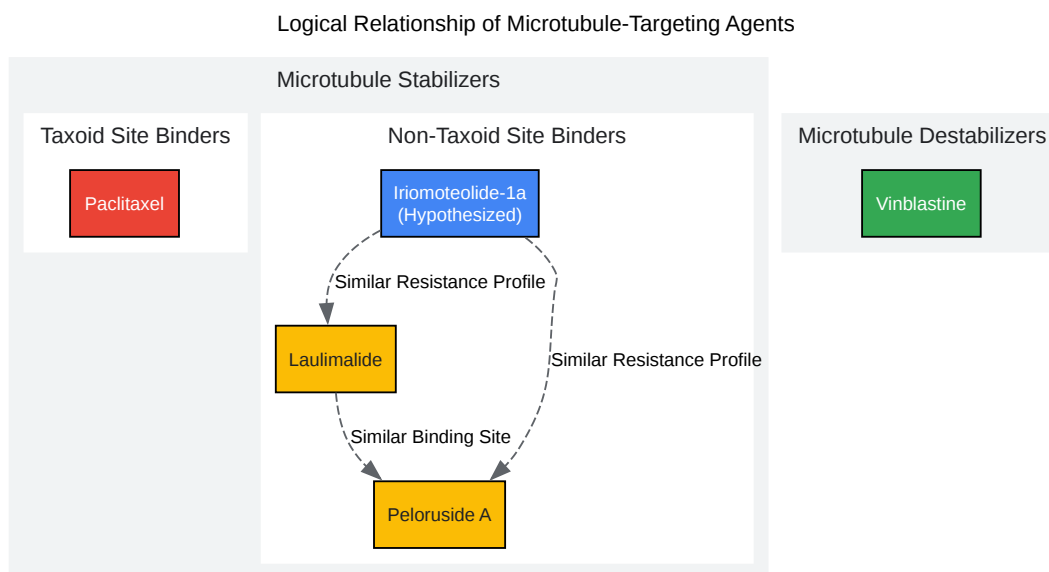 Logical Relationship of Microtubule-Targeting Agents
Microtubule Stabilizers
Taxoid Site Binders
Non-Taxoid Site Binders
Microtubule Destabilizers
Paclitaxel
Iriomoteolide-1a
(Hypothesized)
Vinblastine
Similar Resistance Profile
Laulimalide
Similar Resistance Profile
Similar Binding Site
Peloruside A